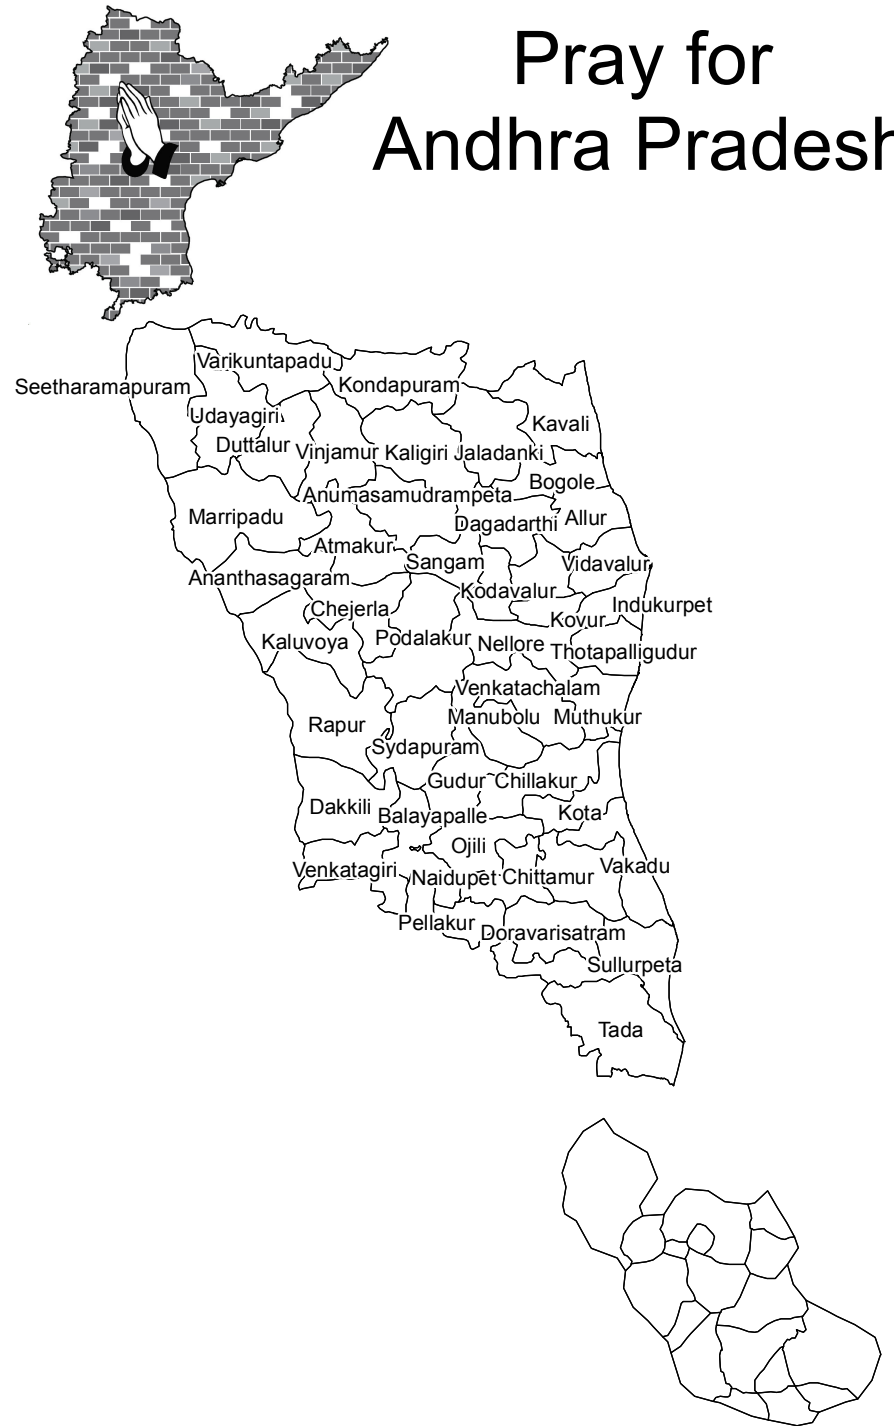 Pray for
Andhra Pradesh
Varikuntapadu
Seetharamapuram
Kondapuram
Udayagiri
Kavali
Duttalur
Vinjamur
Kaligiri
Jaladanki
Bogole
Anumasamudrampeta
Marripadu
Dagadarthi
Allur
Atmakur
Sangam
Vidavalur
Ananthasagaram
Kodavalur
Chejerla
Indukurpet
Kovur
Kaluvoya
Podalakur
Nellore
Thotapalligudur
Venkatachalam
Rapur
Manubolu
Muthukur
Sydapuram
Gudur
Chillakur
Dakkili
Balayapalle
Kota
Ojili
Venkatagiri
Naidupet
Chittamur
Vakadu
Pellakur
Doravarisatram
Sullurpeta
Tada